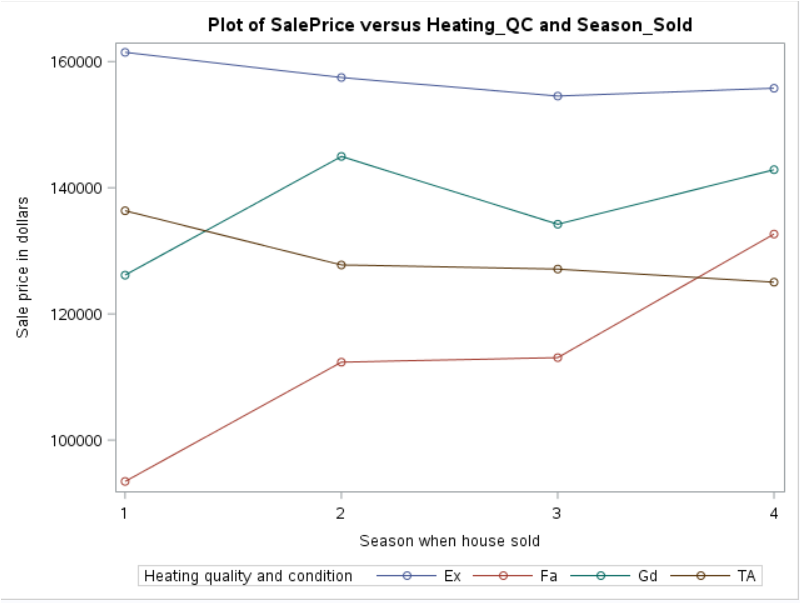 Plot of SalePrice versus Heating_QC and Season_Sold
160000
140000
120000
100000
Sale price in dollars
1 2 3 4
Season when house sold
Heating quality and condition Ex Fa Gd TA